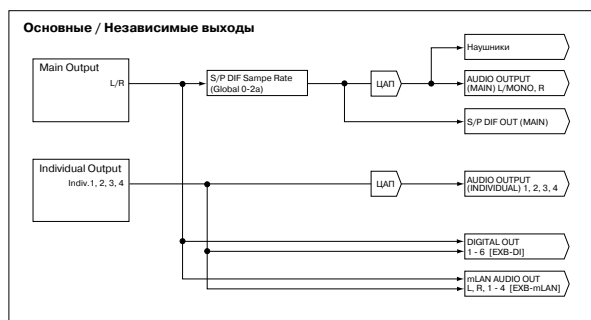 Основные / Независимые выходы
Main Output
L/R
S/P DIF Sampe Rate
(Global 0-2a)
ЦАП
Наушники
AUDIO OUTPUT
(MAIN) L/MONO, R
S/P DIF OUT (MAIN)
Individual Output
Indiv.1, 2, 3, 4
ЦАП
AUDIO OUTPUT
(INDIVIDUAL) 1, 2, 3, 4
DIGITAL OUT
1 - 6 [EXB-DI]
mLAN AUDIO OUT
L, R, 1 - 4 [EXB-mLAN]